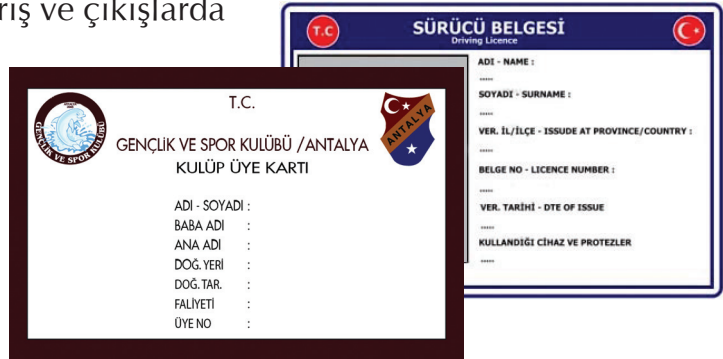 rış ve çıkışlarda
T.C
SÜRÜCÜ BELGESİ
Driving Licence
ADI - NAME :
.....
SOYADI - SURNAME :
.....
VER. İL/İLÇE - ISSUDE AT PROVINCE/COUNTRY :
.....
BELGE NO - LICENCE NUMBER :
.....
VER. TARİHİ - DTE OF ISSUE
.....
KULLANDIĞI CİHAZ VE PROTEZLER
.....
T.C.
GENÇLİK VE SPOR KULÜBÜ /ANTALYA
KULÜP ÜYE KARTI
GENÇLİK VE SPOR KULÜBÜ
ANTALYA
ADI - SOYADI :
BABA ADI :
ANA ADI :
DOĞ. YERİ :
DOĞ. TAR. :
FALİYETİ :
ÜYE NO :